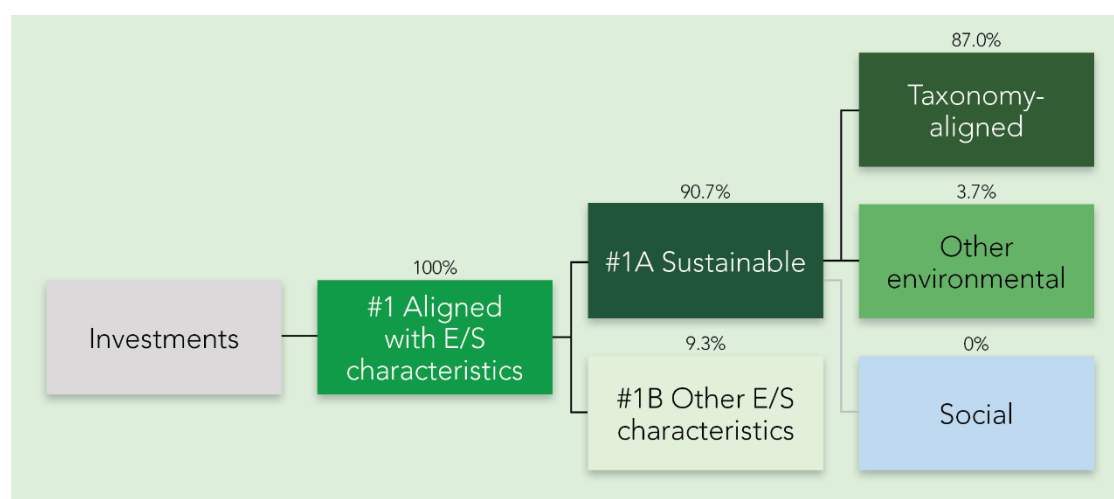 87.0%
Taxonomy-
aligned
90.7%
#1A Sustainable
3.7%
Other
environmental
100%
#1 Aligned
with E/S
characteristics
Investments
9.3%
#1B Other E/S
characteristics
0%
Social